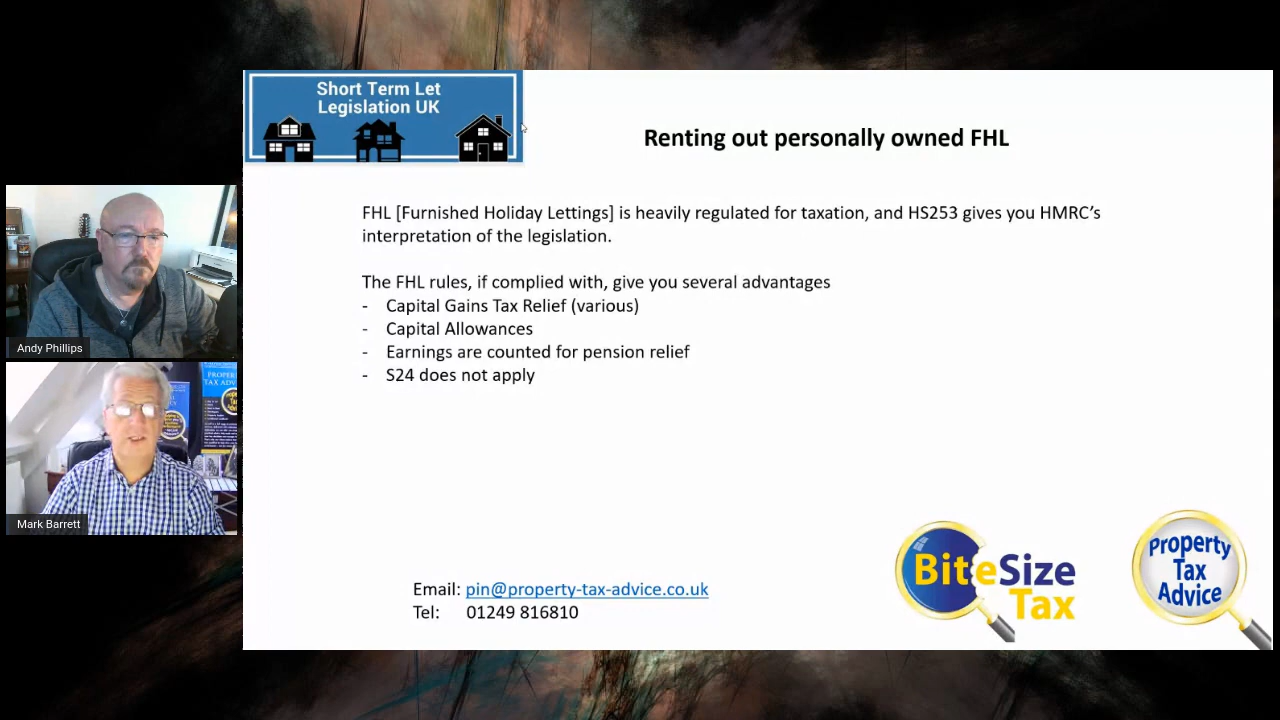 Short Term Let
Legislation UK
Renting out personally owned FHL
FHL [Furnished Holiday Lettings] is heavily regulated for taxation, and HS253 gives you HMRC’s
interpretation of the legislation.
The FHL rules, if complied with, give you several advantages
- Capital Gains Tax Relief (various)
- Capital Allowances
- Earnings are counted for pension relief
- S24 does not apply
Andy Phillips
Mark Barrett
Email: pin@property-tax-advice.co.uk
Tel: 01249 816810
BiteSize
Tax
Property
Tax
Advice